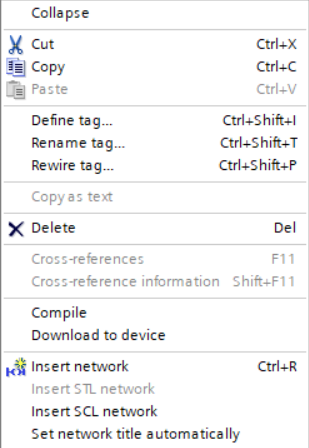 Collapse
Cut Ctrl+X
Copy Ctrl+C
Paste Ctrl+V
Define tag... Ctrl+Shift+I
Rename tag... Ctrl+Shift+T
Rewire tag... Ctrl+Shift+P
Copy as text
Delete Del
Cross-references F11
Cross-reference information Shift+F11
Compile
Download to device
Insert network Ctrl+R
Insert STL network
Insert SCL network
Set network title automatically